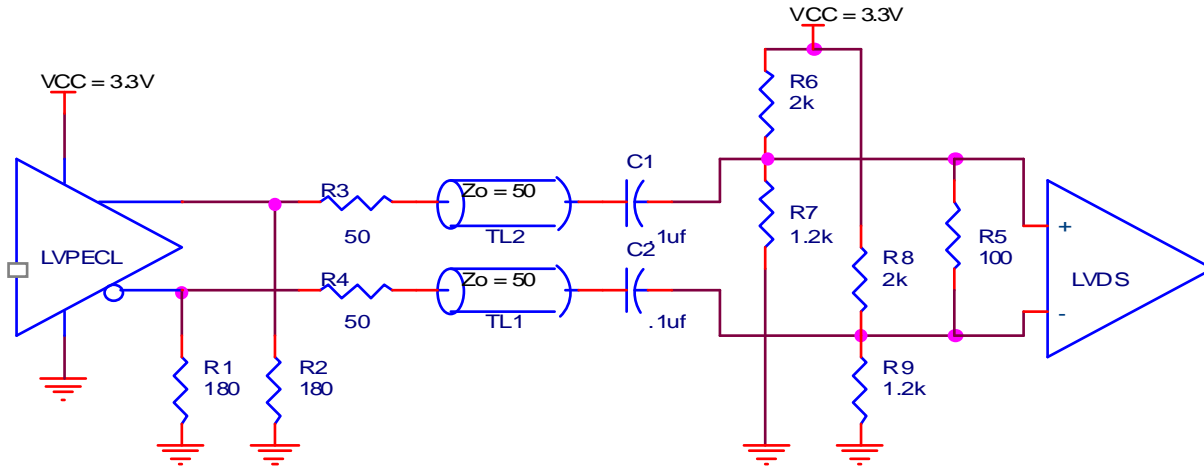 VCC = 3.3V
VCC = 3.3V
R6
2k
C1
R3
Zo = 50
R7
1.2k
.1uf
50
TL2
+
R5
100
LVPECL
C2
R8
2k
LVDS
R4
Zo = 50
50
TL1
.1uf
-
R1
180
R2
180
R9
1.2k